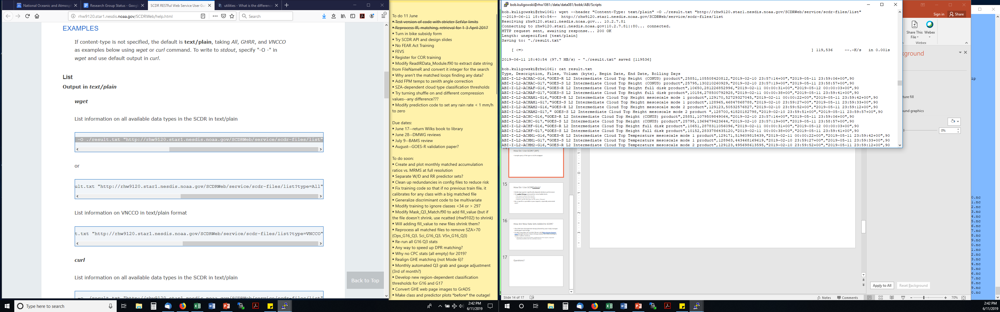 National Oceanic and Atmosph
Research Group Status - Google
SCDR RESTful Web Service User Gui
utilities - What is the difference
rhw9120.star1.nesdis.noaa.gov/SCDRWeb/help.html
Search
EXAMPLES
If content-type is not specified, the default is text/plain, taking All, GHRR, and VNCCO
as examples below using wget or curl command. To write to stdout, specify "-O -" in
wget and use default output in curl.
List
Output in text/plain
wget
List information on all available data types in the SCDR in text/plain
-O ./result.txt "http://rhw9120.star1.nesdis.noaa.gov/SCDRWeb/service/scdr-files/list"
or
ult.txt "http://rhw9120.star1.nesdis.noaa.gov/SCDRWeb/service/scdr-files/list?type=All"
List information on VNCCO in text/plain format
t.txt "http://rhw9120.star1.nesdis.noaa.gov/SCDRWeb/service/scdr-files/list?type=VNCCO"
curl
List information on all available data types in the SCDR in text/plain
-o ./result.txt "http://rhw9120.star1.nesdis.noaa.gov/SCDRWeb/service/scdr-files/list"
Back to Top
To do 11 June
• Test version of code with stricter SetVar limits
• Reprocess IR, matching, retrieval for 1-3 April 2017
• Turn in bike subsidy form
• Try SCDR API and design slides
• No FEAR Act Training
• FEVS
• Register for COR training
• Modify ReadIRData_Module.f90 to extract date string
from FileNameR and convert it integer for the search
• Why aren't the matched loops finding any data?
• Add FPM temps to zenith angle correction
• SZA-dependent cloud type classification thresholds
• Try turning shuffle on and different compression
values--any difference???
• Modify prediction code to set any rain rate < 1 mm/h
to zero
Due dates:
• June 17--return Wilks book to library
• June 28--DMWG reviews
• July 9--BAMS review
• August--GOES-R validation paper?
To do soon:
• Create and plot monthly matched accumulation
ratios vs. MRMS at full resolution
• Separate W/D and RR predictor sets?
• Clean up redundancies in config files to reduce risk
• Fix training code so that if no previous train file, it
calibrates for any class with a big matched file
• Generalize discriminant code to be multivariate
• Modify training to ignore classes <34 or > 297
• Modify Mask_Q3_Match.f90 to add fill_value (but if
the file doesn't shrink, use ncatted (rhw9102) to shrink)
• Will adding fill_value to new files shrink them?
• Reprocess all matched files to remove SZA>70
(Ops_G16_Q3, Sci_G16_Q3, V5n_G16_Q3)
• Re-run all G16 Q3 stats
• Any way to speed up DPR matching?
• Why no CPC stats (all empty) for 2019?
• Realign GHE matching (not Mode 6)?
• Monthly automated Q3 grab and gauge adjustment
(3rd of month?)
• Develop new region-dependent classification
thresholds for G16 and G17
• Convert GHE web page images to GrADS
• Make class and predictor plots *before* the outage!
bob.kuligowski@rhw1061:/data/data081/bobk/ABI/Scripts
bob.kuligowski@rhw1061: wget --header "Content-Type: text/plain" -O ./result.txt "http://rhw9120.star1.nesdis.noaa.gov/SCDRWeb/service/scdr-files/list"
--2019-06-11 18:40:54-- http://rhw9120.star1.nesdis.noaa.gov/SCDRWeb/service/scdr-files/list
Resolving rhw9120.star1.nesdis.noaa.gov... 10.2.7.81
Connecting to rhw9120.star1.nesdis.noaa.gov|10.2.7.81|:80... connected.
HTTP request sent, awaiting response... 200 OK
Length: unspecified [text/plain]
Saving to: “./result.txt”
[ <=> ] 119,536 --.-K/s in 0.001s
2019-06-11 18:40:54 (97.7 MB/s) - “./result.txt” saved [119536]
bob.kuligowski@rhw1061: cat result.txt
Type, Description, Files, Volumn (byte), Begin Date, End Date, Rolling Days
ABI-I-L2-ACHAC-G16,"GOES-R L2 Intermediate Cloud Top Height (CONUS) product",25851,105508420812,"2019-02-10 23:57:14+00","2019-05-11 23:59:06+00",90
ABI-I-L2-ACHAC-G17,"GOES-S L2 Intermediate Cloud Top Height (CONUS) product",25795,130210260929,"2019-02-10 23:57:19+00","2019-05-11 23:58:57+00",90
ABI-I-L2-ACHAF-G16,"GOES-R L2 Intermediate Cloud Top Height full disk product",10650,281226852996,"2019-02-11 00:00:31+00","2019-05-12 00:00:03+00",90
ABI-I-L2-ACHAF-G17,"GOES-S L2 Intermediate Cloud Top Height full disk product",10154,278500792928,"2019-02-11 00:00:38+00","2019-05-11 23:59:41+00",90
ABI-I-L2-ACHAM1-G16,"GOES-R L2 Intermediate Cloud Top Height mesoscale mode 1 product",129170,52729327045,"2019-02-11 00:00:22+00","2019-05-11 23:59:42+00",90
ABI-I-L2-ACHAM1-G17,"GOES-S L2 Intermediate Cloud Top Height mesoscale mode 1 product",128965,46847868788,"2019-02-10 23:59:27+00","2019-05-11 23:59:33+00",90
ABI-I-L2-ACHAM2-G16,"GOES-R L2 Intermediate Cloud Top Height mesoscale mode 2 product",129123,50532576827,"2019-02-10 23:59:52+00","2019-05-11 23:59:12+00",90
ABI-I-L2-ACHAM2-G17," GOES-S L2 Intermediate Cloud Top Height mesoscale mode 2 product ",128700,41820182798,"2019-02-10 23:59:51+00","2019-05-11 23:59:57+00",90
ABI-I-L2-ACHC-G16,"GOES-R L2 Intermediate Cloud Top Height (CONUS) product",25851,1079509849064,"2019-02-10 23:57:14+00","2019-05-11 23:59:06+00",90
ABI-I-L2-ACHC-G17,"GOES-S L2 Intermediate Cloud Top Height (CONUS) product",25795,1369679423644,"2019-02-10 23:57:19+00","2019-05-11 23:58:57+00",90
ABI-I-L2-ACHF-G16,"GOES-R L2 Intermediate Cloud Top Height full disk product",10651,2878311056096,"2019-02-11 00:00:31+00","2019-05-12 00:00:03+00",90
ABI-I-L2-ACHF-G17,"GOES-S L2 Intermediate Cloud Top Height full disk product",10152,2833786435120,"2019-02-11 00:00:38+00","2019-05-11 23:59:41+00",90
ABI-I-L2-ACHM1-G16,"GOES-R L2 Intermediate Cloud Top Temperature mesoscale mode 1 product",129171,519609815439,"2019-02-11 00:00:22+00","2019-05-11 23:59:42+00",90
ABI-I-L2-ACHM1-G17,"GOES-S L2 Intermediate Cloud Top Temperature mesoscale mode 1 product",128963,443468169619,"2019-02-10 23:59:27+00","2019-05-11 23:59:33+00",90
ABI-I-L2-ACHM2-G16,"GOES-R L2 Intermediate Cloud Top Temperature mesoscale mode 2 product",129123,495698613595,"2019-02-10 23:59:52+00","2019-05-11 23:59:12+00",90
Sign in
Share
Share This
File
Webex
Webex
kground
ture fill
und graphics
0%
ip
How Do I Use SCDR? (API)
15
How Do I Use SCDR Politely?
16
How Are New Data Sets Added to SCDR?
17
Questions?
Apply to All
Reset Background
0.nc
1.nc
2.nc
3.nc
4.nc
5.nc
6.nc
7.nc
8.nc
9.nc
0.nc
1.nc
2.nc
3.nc
4.nc
5.nc
6.nc
7.nc
8.nc
9.nc
0.nc
Slide 14 of 17
Notes
Comments
70%
Type here to search
2:42 PM
6/11/2019
2:42 PM
6/11/2019